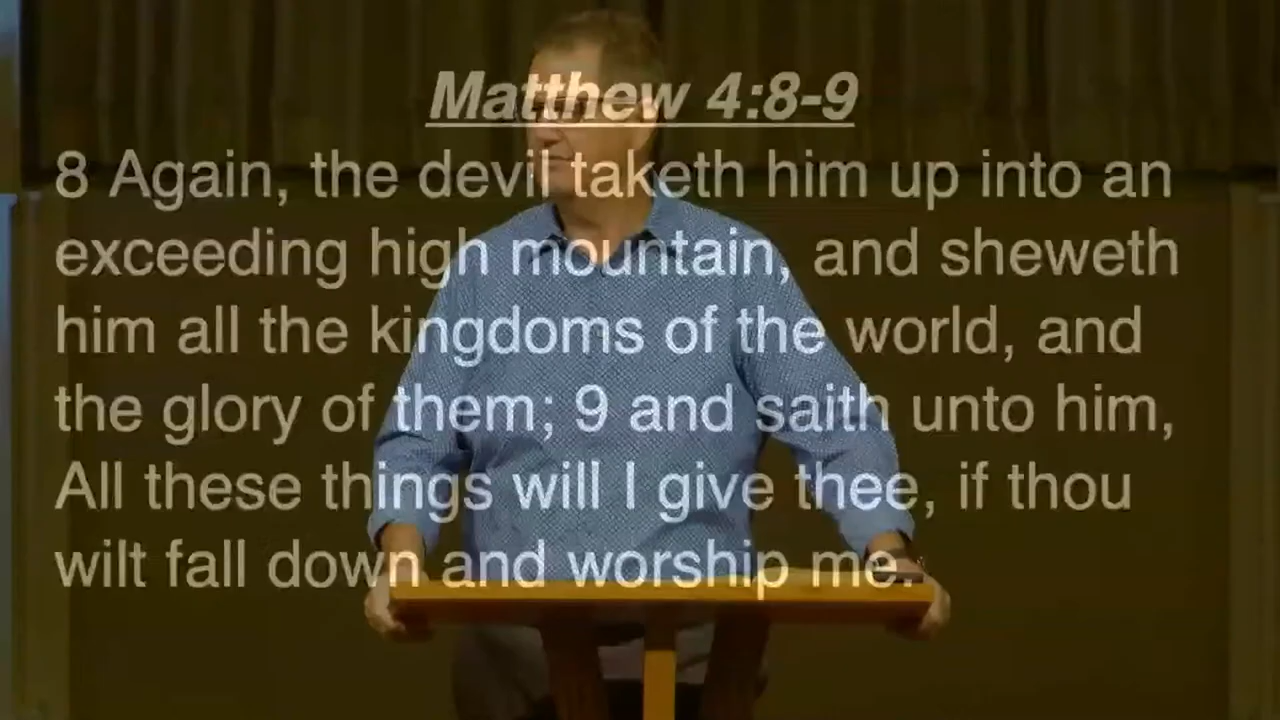 Matthew 4:8-9
8 Again, the devil taketh him up into an
exceeding high mountain, and sheweth
him all the kingdoms of the world, and
the glory of them; 9 and saith unto him,
All these things will I give thee, if thou
wilt fall down and worship me.